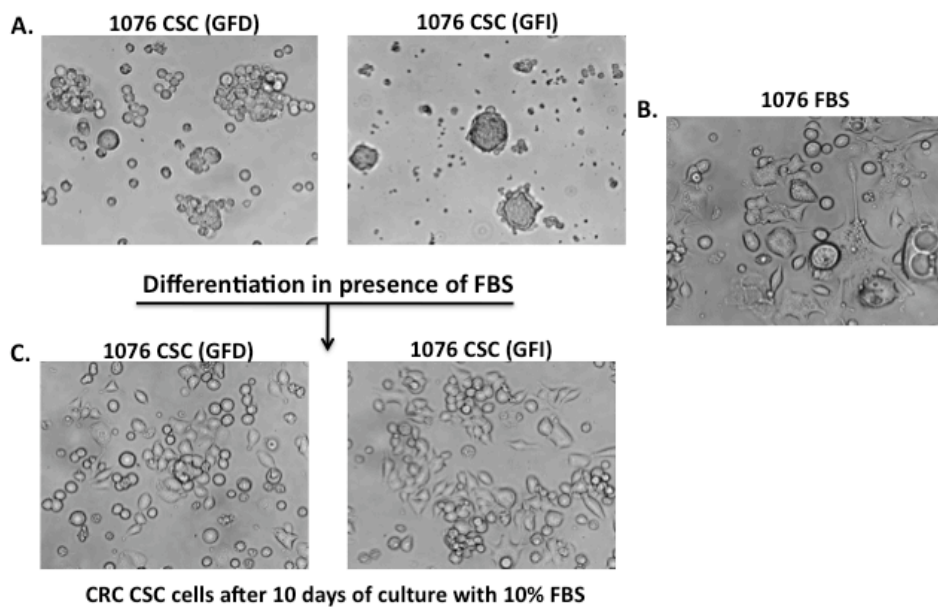 A.
1076 CSC (GFD)
1076 CSC (GFI)
B.
1076 FBS
Differentiation in presence of FBS
C.
1076 CSC (GFD)
1076 CSC (GFI)
CRC CSC cells after 10 days of culture with 10% FBS